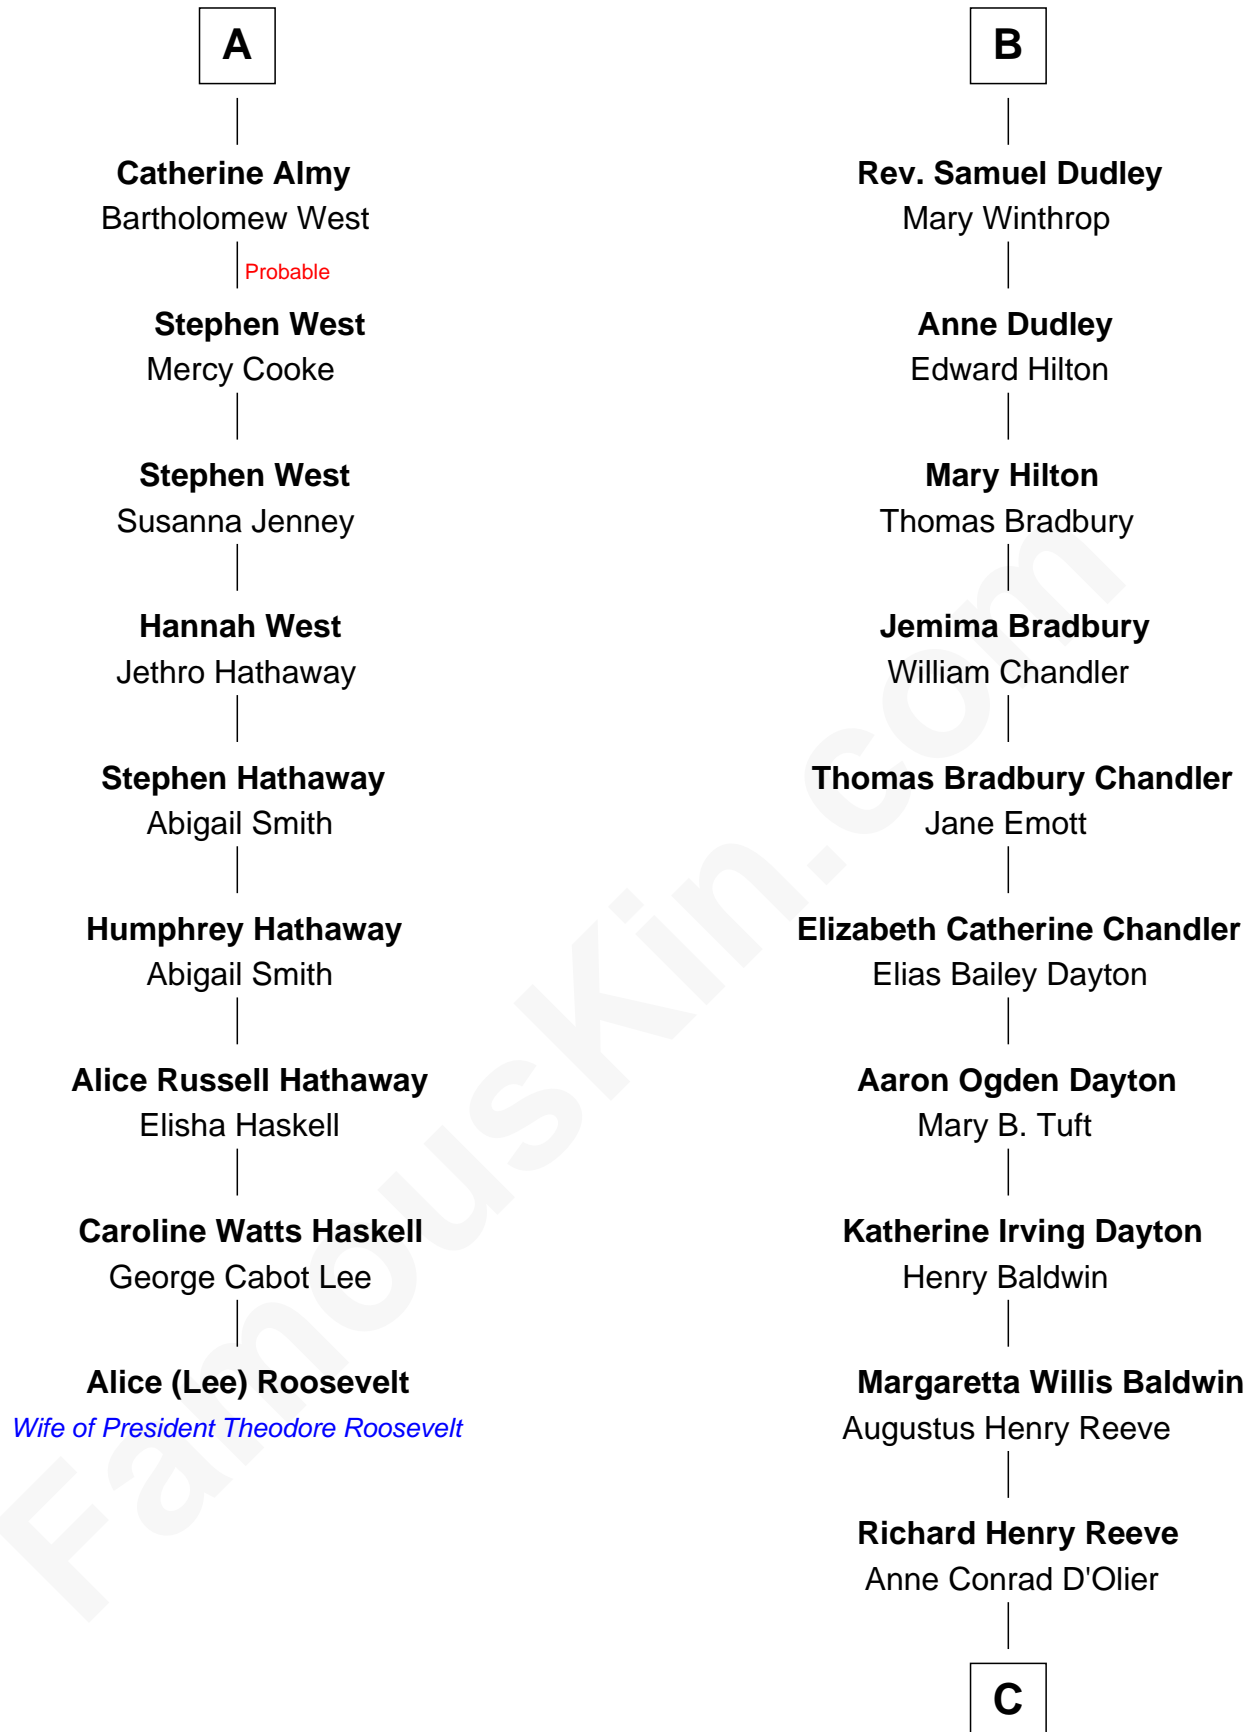 A
Catherine Almy
Bartholomew West
Probable
Stephen West
Mercy Cooke
Stephen West
Susanna Jenney
Hannah West
Jethro Hathaway
Stephen Hathaway
Abigail Smith
Humphrey Hathaway
Abigail Smith
Alice Russell Hathaway
Elisha Haskell
Caroline Watts Haskell
George Cabot Lee
Alice (Lee) Roosevelt
Wife of President Theodore Roosevelt
B
Rev. Samuel Dudley
Mary Winthrop
Anne Dudley
Edward Hilton
Mary Hilton
Thomas Bradbury
Jemima Bradbury
William Chandler
Thomas Bradbury Chandler
Jane Emott
Elizabeth Catherine Chandler
Elias Bailey Dayton
Aaron Ogden Dayton
Mary B. Tuft
Katherine Irving Dayton
Henry Baldwin
Margaretta Willis Baldwin
Augustus Henry Reeve
Richard Henry Reeve
Anne Conrad D'Olier
C
FamousKin.com